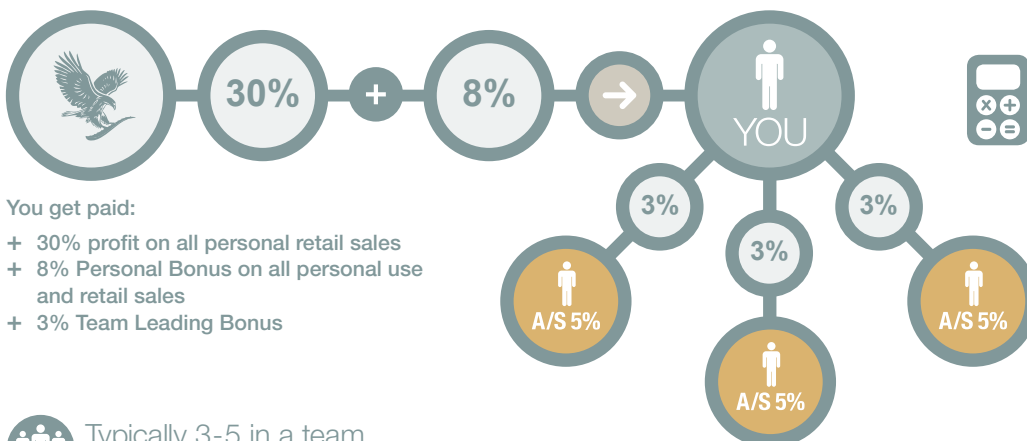 30% + 8% → YOU
3% 3% 3%
A/S 5% A/S 5% A/S 5%
You get paid:
+ 30% profit on all personal retail sales
+ 8% Personal Bonus on all personal use
and retail sales
+ 3% Team Leading Bonus
Typically 3-5 in a team